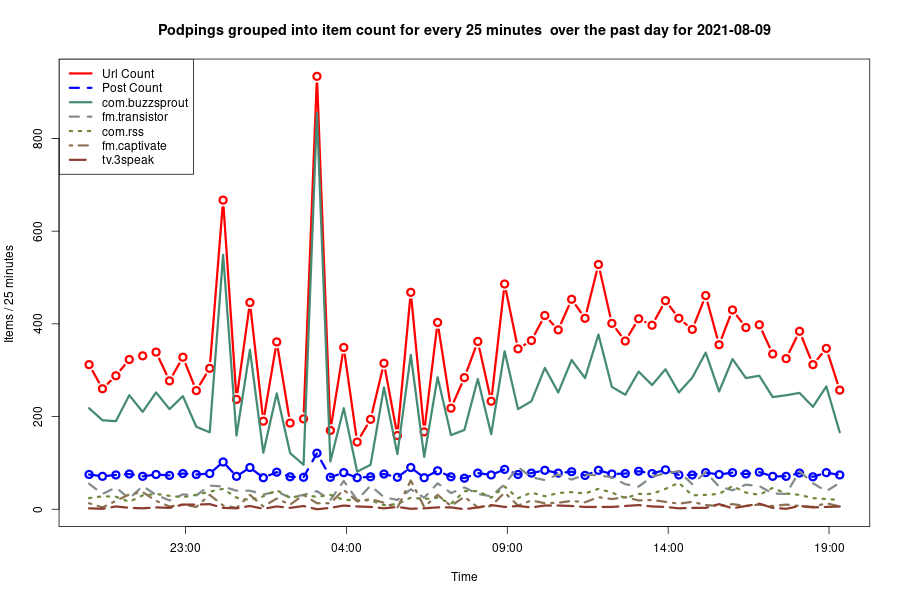 Podpings grouped into item count for every 25 minutes  over the past day for 2021-08-09
Url Count
Post Count
com.buzzsprout
fm.transistor
com.rss
fm.captivate
tv.3speak
Items / 25 minutes
800
600
400
200
0
23:00
04:00
09:00
14:00
19:00
Time